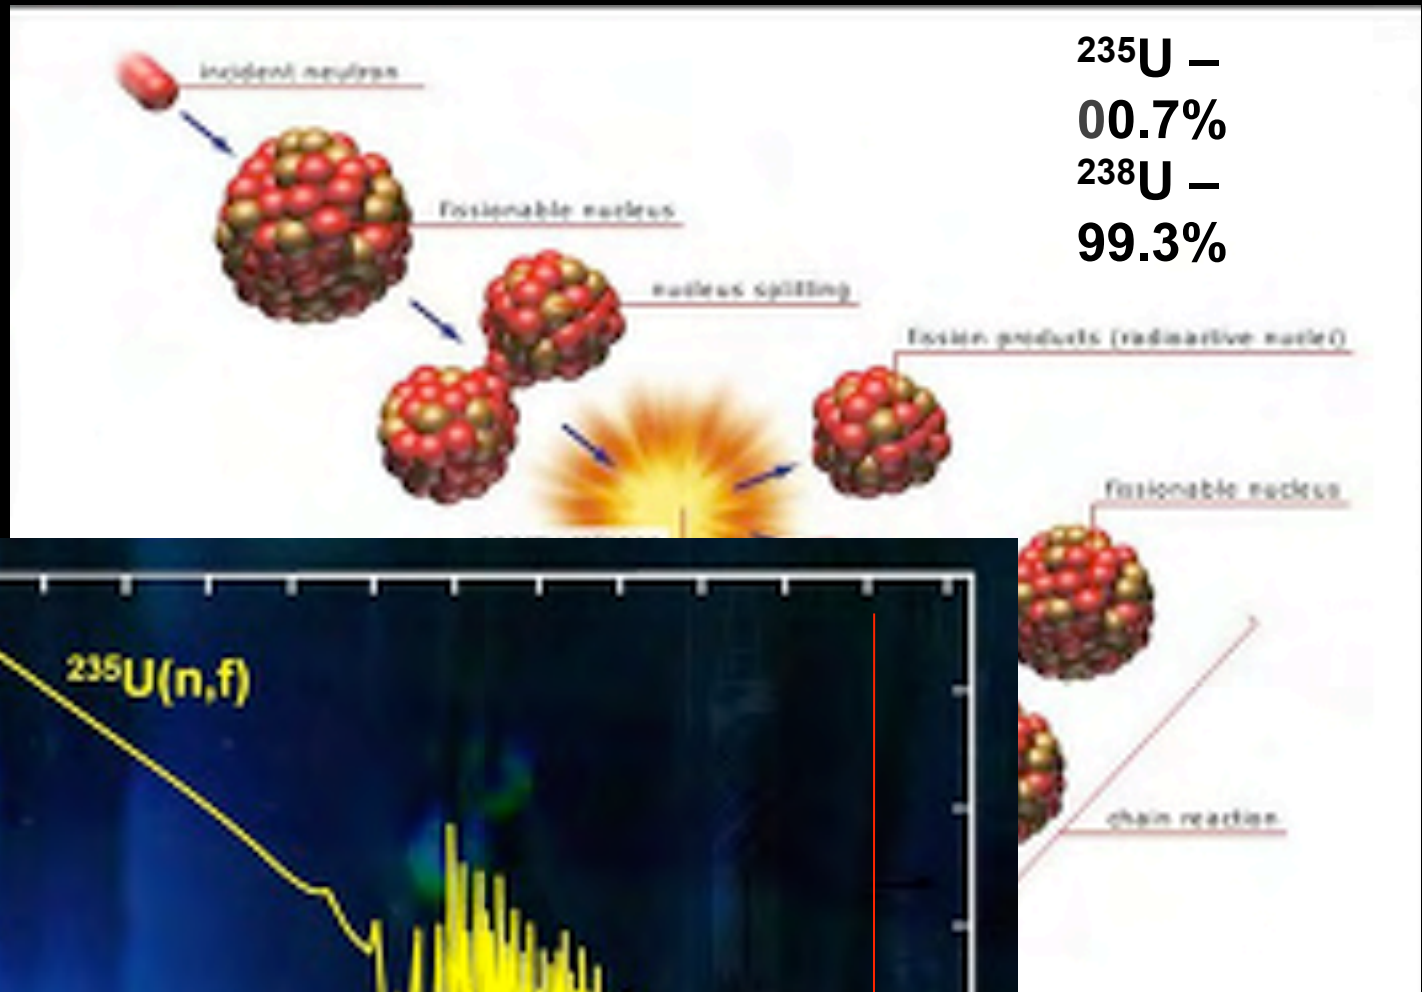 incident neutron
²³⁵U –
00.7%
²³⁸U –
99.3%
fissionable nucleus
nucleus splitting
fission products (radioactive nuclei)
fissionable nucleus
²³⁵U(n,f)
chain reaction